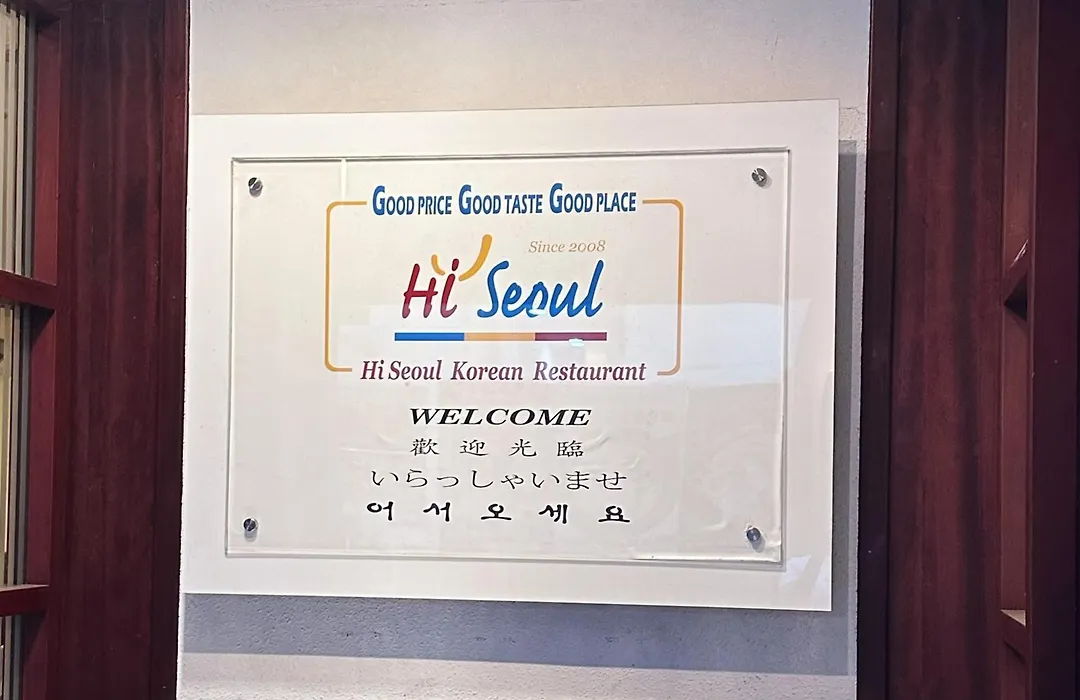 GOOD PRICE GOOD TASTE GOOD PLACE
Since 2008
Hi Seoul
Hi Seoul Korean Restaurant
WELCOME
歡迎光臨
いらっしゃいませ
어서오세요